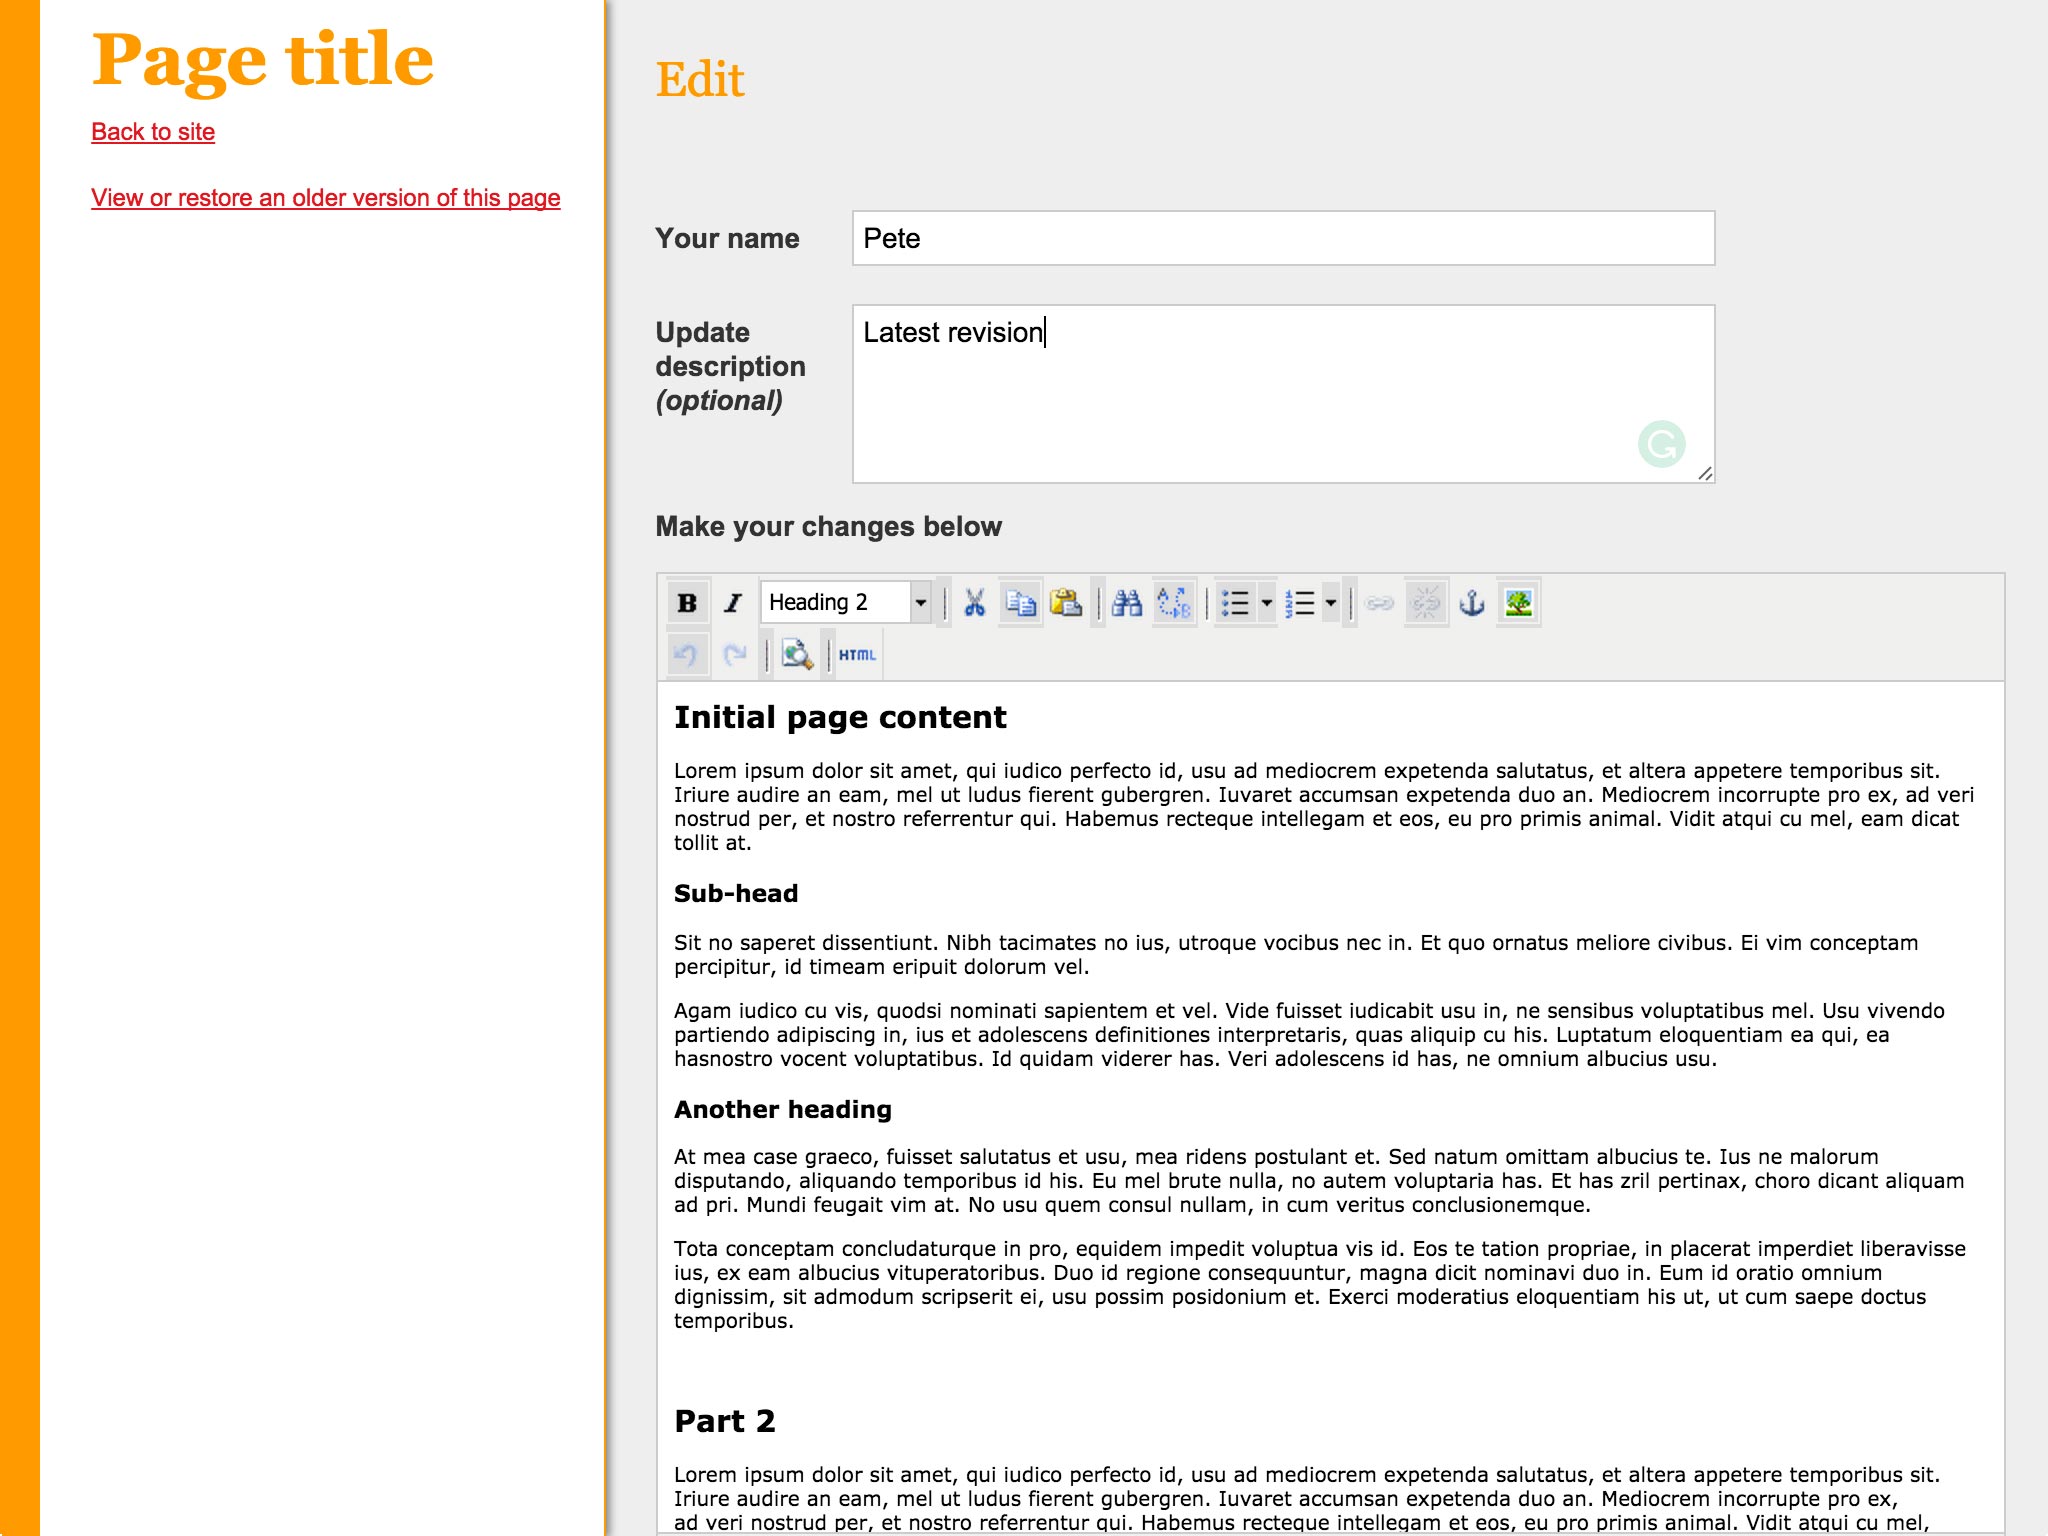 Page title
Back to site
View or restore an older version of this page
Edit
Your name
Pete
Update
description
(optional)
Latest revision
Make your changes below
B I Heading 2
HTML
Initial page content
Lorem ipsum dolor sit amet, qui iudico perfecto id, usu ad mediocrem expetenda salutatus, et altera appetere temporibus sit.
Iriure audire an eam, mel ut ludus fierent gubergren. Iuvaret accumsan expetenda duo an. Mediocrem incorrupte pro ex, ad veri
nostrud per, et nostro referrentur qui. Habemus recteque intellegam et eos, eu pro primis animal. Vidit atqui cu mel, eam dicat
tollit at.
Sub-head
Sit no saperet dissentiunt. Nibh tacimates no ius, utroque vocibus nec in. Et quo ornatus meliore civibus. Ei vim conceptam
percipitur, id timeam eripuit dolorum vel.
Agam iudico cu vis, quodsi nominati sapientem et vel. Vide fuisset iudicabit usu in, ne sensibus voluptatibus mel. Usu vivendo
partiendo adipiscing in, ius et adolescens definitiones interpretaris, quas aliquip cu his. Luptatum eloquentiam ea qui, ea
hasnostro vocent voluptatibus. Id quidam viderer has. Veri adolescens id has, ne omnium albucius usu.
Another heading
At mea case graeco, fuisset salutatus et usu, mea ridens postulant et. Sed natum omittam albucius te. Ius ne malorum
disputando, aliquando temporibus id his. Eu mel brute nulla, no autem voluptaria has. Et has zril pertinax, choro dicant aliquam
ad pri. Mundi feugait vim at. No usu quem consul nullam, in cum veritus conclusionemque.
Tota conceptam concludaturque in pro, equidem impedit voluptua vis id. Eos te tation propriae, in placerat imperdiet liberavisse
ius, ex eam albucius vituperatoribus. Duo id regione consequuntur, magna dicit nominavi duo in. Eum id oratio omnium
dignissim, sit admodum scripserit ei, usu possim posidonium et. Exerci moderatius eloquentiam his ut, ut cum saepe doctus
temporibus.
Part 2
Lorem ipsum dolor sit amet, qui iudico perfecto id, usu ad mediocrem expetenda salutatus, et altera appetere temporibus sit.
Iriure audire an eam, mel ut ludus fierent gubergren. Iuvaret accumsan expetenda duo an. Mediocrem incorrupte pro ex,
ad veri nostrud per, et nostro referrentur qui. Habemus recteque intellegam et eos, eu pro primis animal. Vidit atqui cu mel,